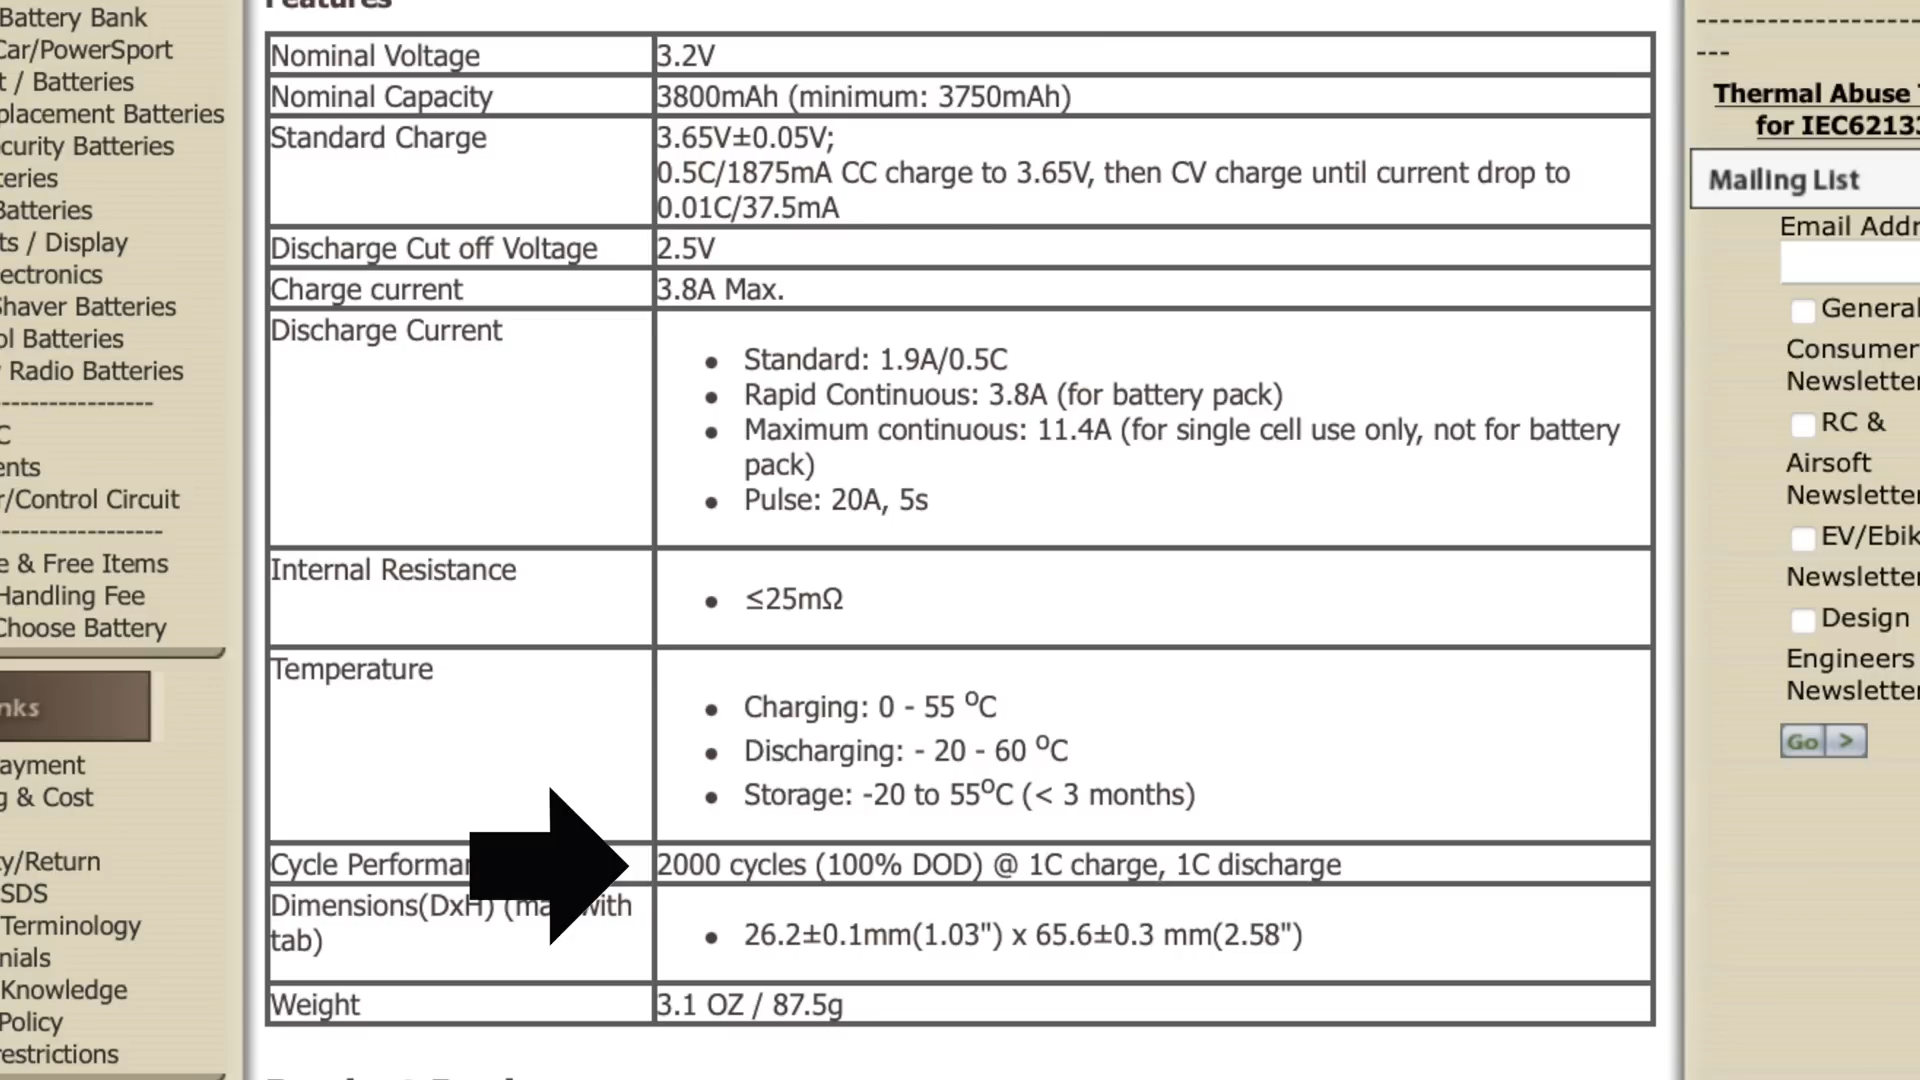 Battery Bank
Car/PowerSport
t / Batteries
placement Batteries
curity Batteries
teries
Batteries
ts / Display
ectronics
Shaver Batteries
ol Batteries
Radio Batteries
-----------------
C
ents
r/Control Circuit
------------------
e & Free Items
Handling Fee
Choose Battery
nks
ayment
g & Cost
ty/Return
SDS
Terminology
nials
Knowledge
Policy
restrictions
Features
Nominal Voltage 3.2V
Nominal Capacity 3800mAh (minimum: 3750mAh)
Standard Charge 3.65V±0.05V;
0.5C/1875mA CC charge to 3.65V, then CV charge until current drop to
0.01C/37.5mA
Discharge Cut off Voltage 2.5V
Charge current 3.8A Max.
Discharge Current
• Standard: 1.9A/0.5C
• Rapid Continuous: 3.8A (for battery pack)
• Maximum continuous: 11.4A (for single cell use only, not for battery
pack)
• Pulse: 20A, 5s
Internal Resistance
• ≤25mΩ
Temperature
• Charging: 0 - 55 ⁰C
• Discharging: - 20 - 60 ⁰C
• Storage: -20 to 55⁰C (< 3 months)
Cycle Performa 2000 cycles (100% DOD) @ 1C charge, 1C discharge
Dimensions(DxH) (ma with
tab)
• 26.2±0.1mm(1.03") x 65.6±0.3 mm(2.58")
Weight 3.1 OZ / 87.5g
-------------------
---
Thermal Abuse
for IEC6213
Mailing List
Email Addr
General
Consumer
Newsletter
RC &
Airsoft
Newsletter
EV/Ebik
Newsletter
Design
Engineers
Newsletter
Go >